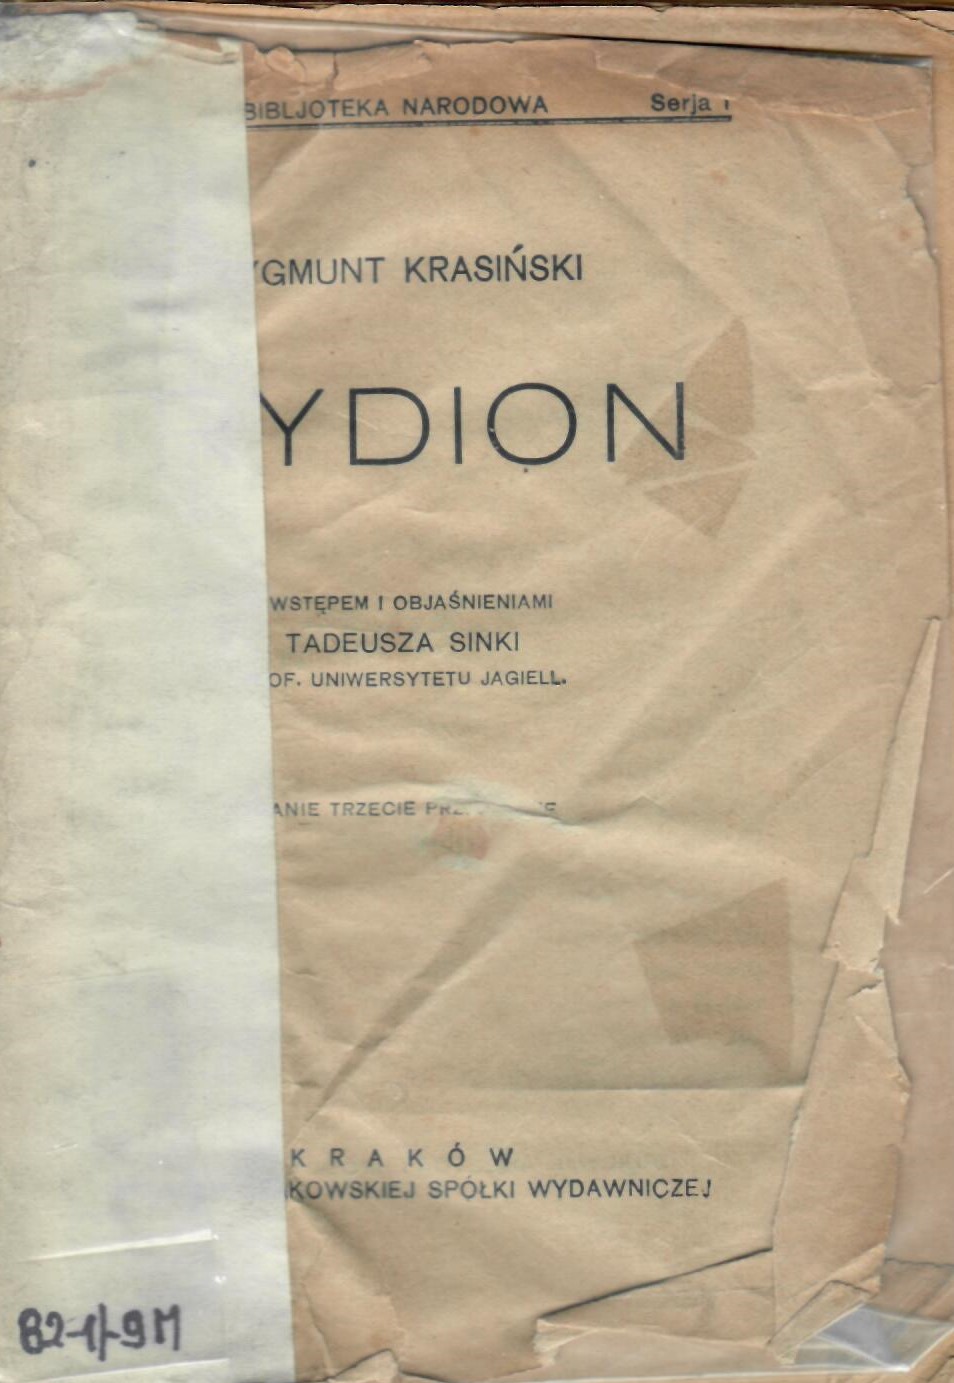 BIBLJOTEKA NARODOWA Serja I
YGMUNT KRASIŃSKI
YDION
WSTĘPEM I OBJAŚNIENIAMI
TADEUSZA SINKI
OF. UNIWERSYTETU JAGIELL.
ANIE TRZECIE
KRAKÓW
KOWSKIEJ SPÓŁKI WYDAWNICZEJ
82-1/-9M